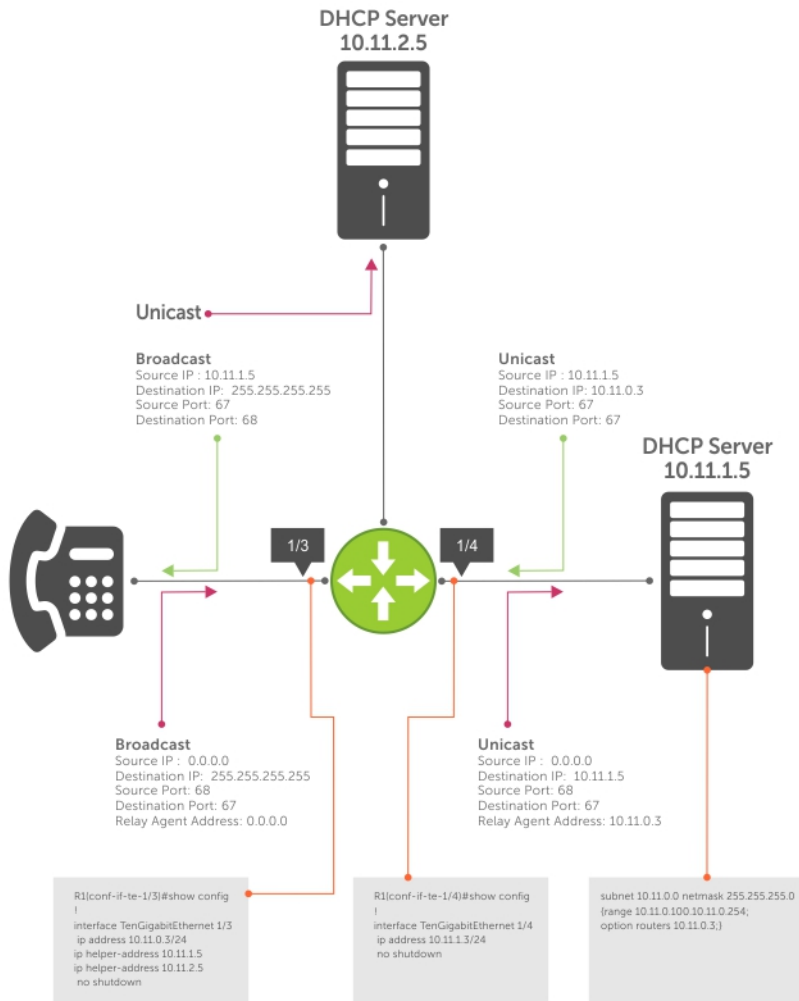 DHCP Server
10.11.2.5
Unicast
Broadcast
Source IP : 10.11.1.5
Destination IP: 255.255.255.255
Source Port: 67
Destination Port: 68
Unicast
Source IP : 10.11.1.5
Destination IP: 10.11.0.3
Source Port: 67
Destination Port: 67
DHCP Server
10.11.1.5
1/3
1/4
Broadcast
Source IP : 0.0.0.0
Destination IP: 255.255.255.255
Source Port: 68
Destination Port: 67
Relay Agent Address: 0.0.0.0
Unicast
Source IP : 0.0.0.0
Destination IP: 10.11.1.5
Source Port: 68
Destination Port: 67
Relay Agent Address: 10.11.0.3
R1(conf-if-te-1/3)#show config
!
interface TenGigabitEthernet 1/3
ip address 10.11.0.3/24
ip helper-address 10.11.1.5
ip helper-address 10.11.2.5
no shutdown
R1(conf-if-te-1/4)#show config
!
interface TenGigabitEthernet 1/4
ip address 10.11.1.3/24
no shutdown
subnet 10.11.0.0 netmask 255.255.255.0
{range 10.11.0.100.10.11.0.254;
option routers 10.11.0.3;}